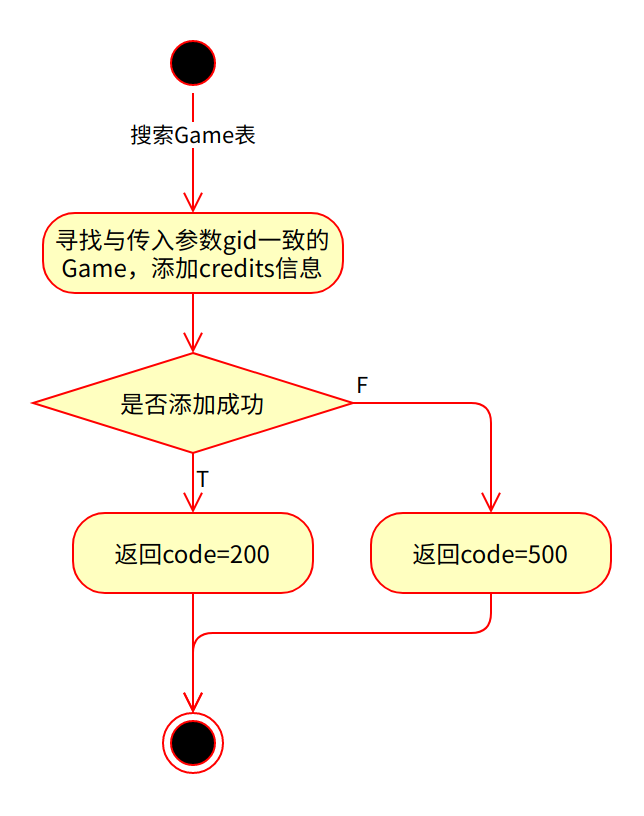 搜索Game表
寻找与传入参数gid一致的
Game，添加credits信息
是否添加成功
F
T
返回code=200
返回code=500